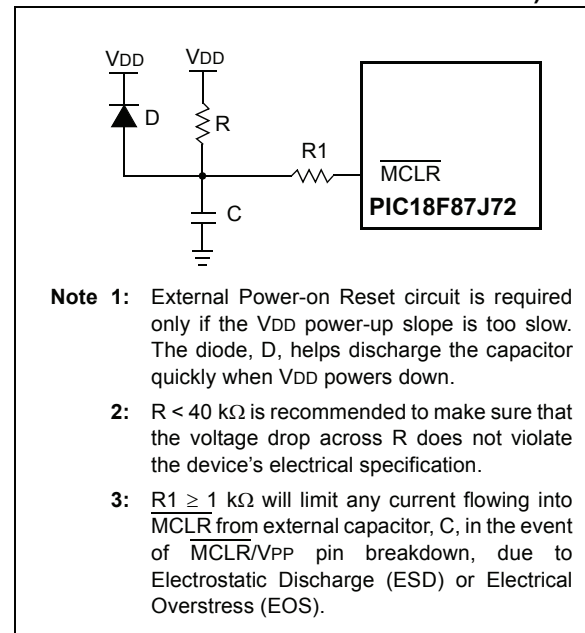 VDD VDD
D
R
R1
MCLR
PIC18F87J72
C
Note 1: External Power-on Reset circuit is required
only if the VDD power-up slope is too slow.
The diode, D, helps discharge the capacitor
quickly when VDD powers down.
2: R < 40 kΩ is recommended to make sure that
the voltage drop across R does not violate
the device's electrical specification.
3: R1 ≥ 1 kΩ will limit any current flowing into
MCLR from external capacitor, C, in the event
of MCLR/VPP pin breakdown, due to
Electrostatic Discharge (ESD) or Electrical
Overstress (EOS).